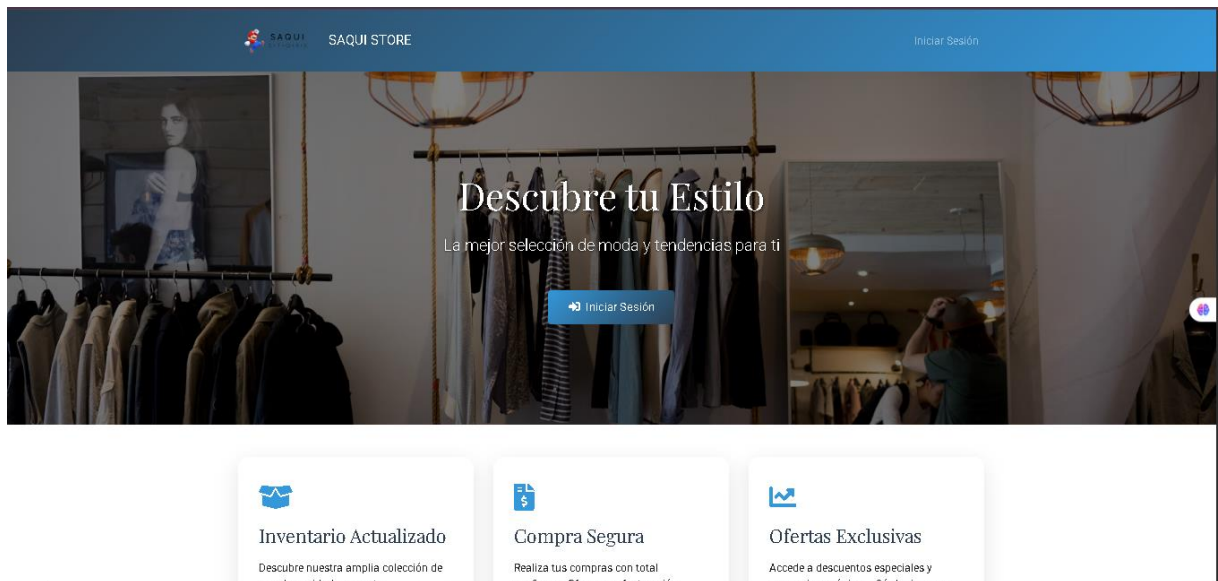 SAQUI
SAQUI STORE
Iniciar Sesión
Descubre tu Estilo
La mejor selección de moda y tendencias para ti
Iniciar Sesión
Inventario Actualizado
Descubre nuestra amplia colección de
Compra Segura
Realiza tus compras con total
Ofertas Exclusivas
Accede a descuentos especiales y